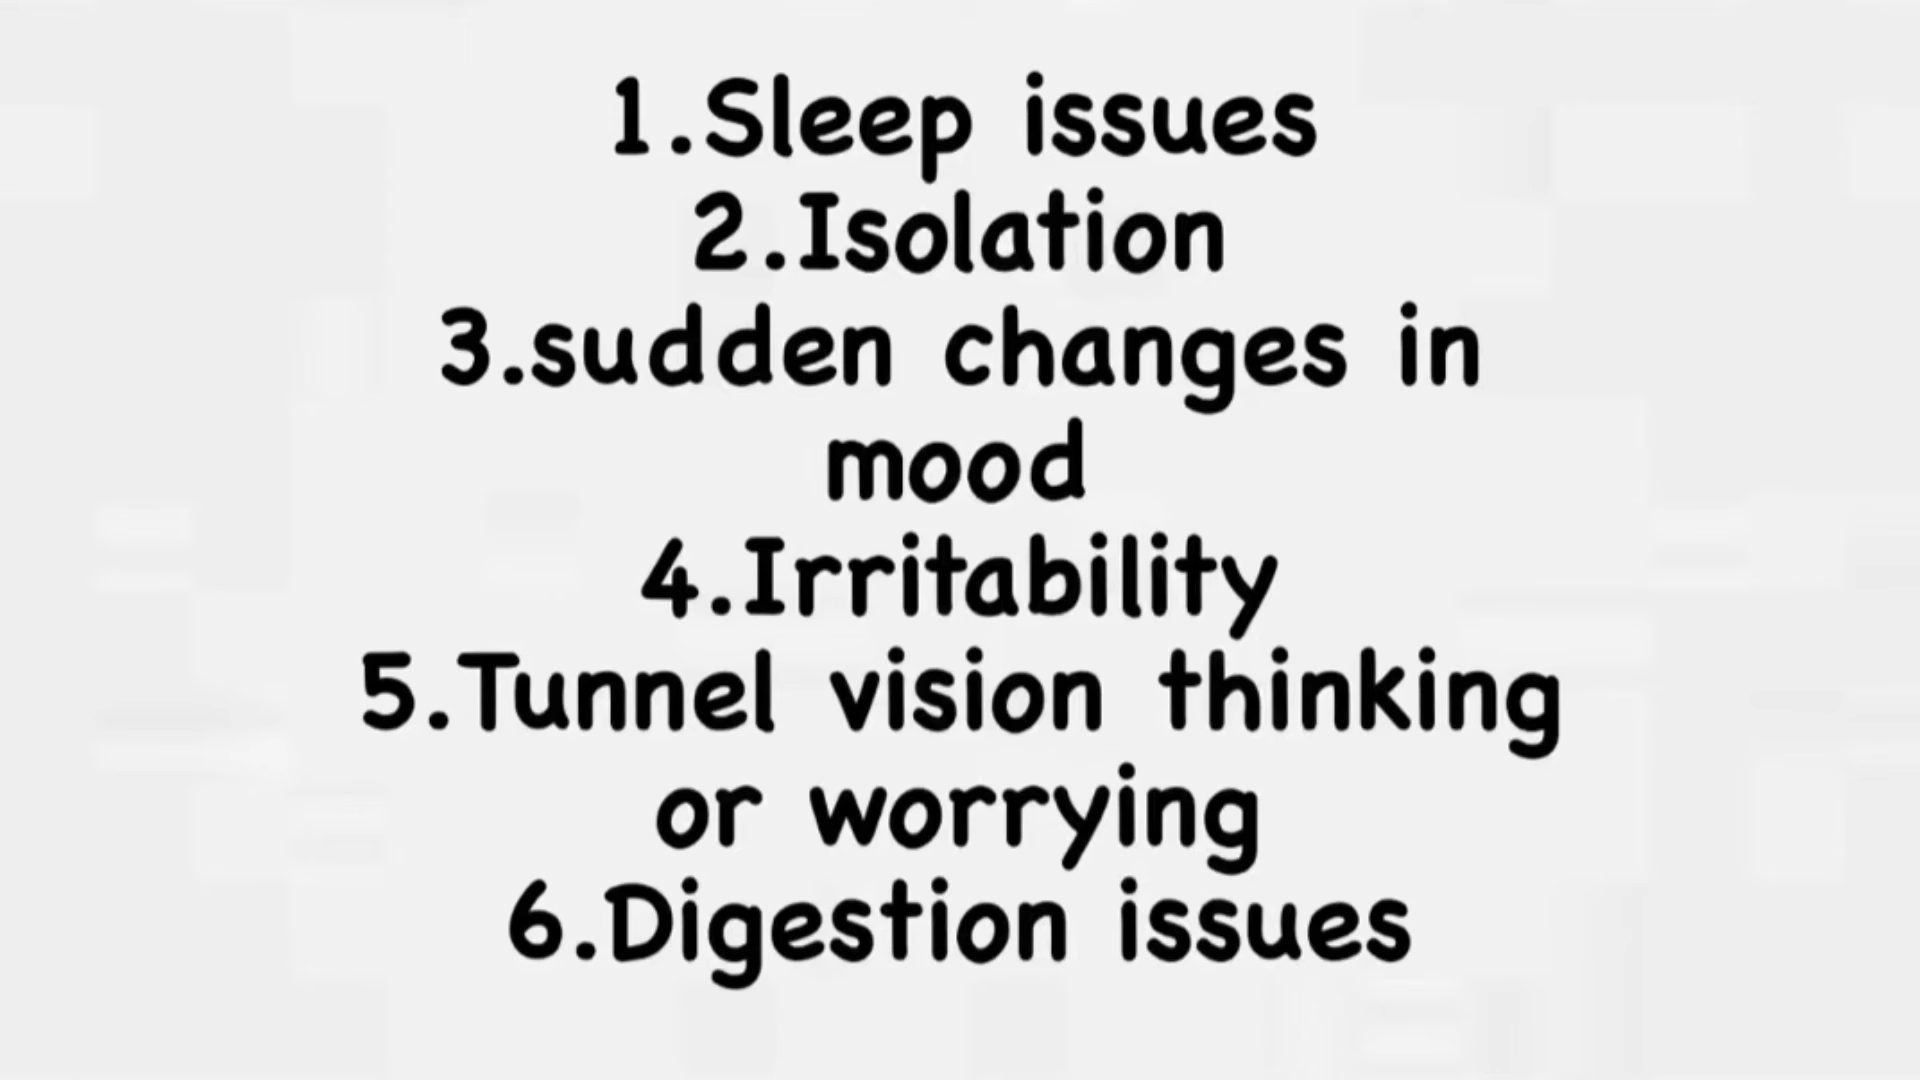 1.Sleep issues
2.Isolation
3.sudden changes in
mood
4.Irritability
5.Tunnel vision thinking
or worrying
6.Digestion issues